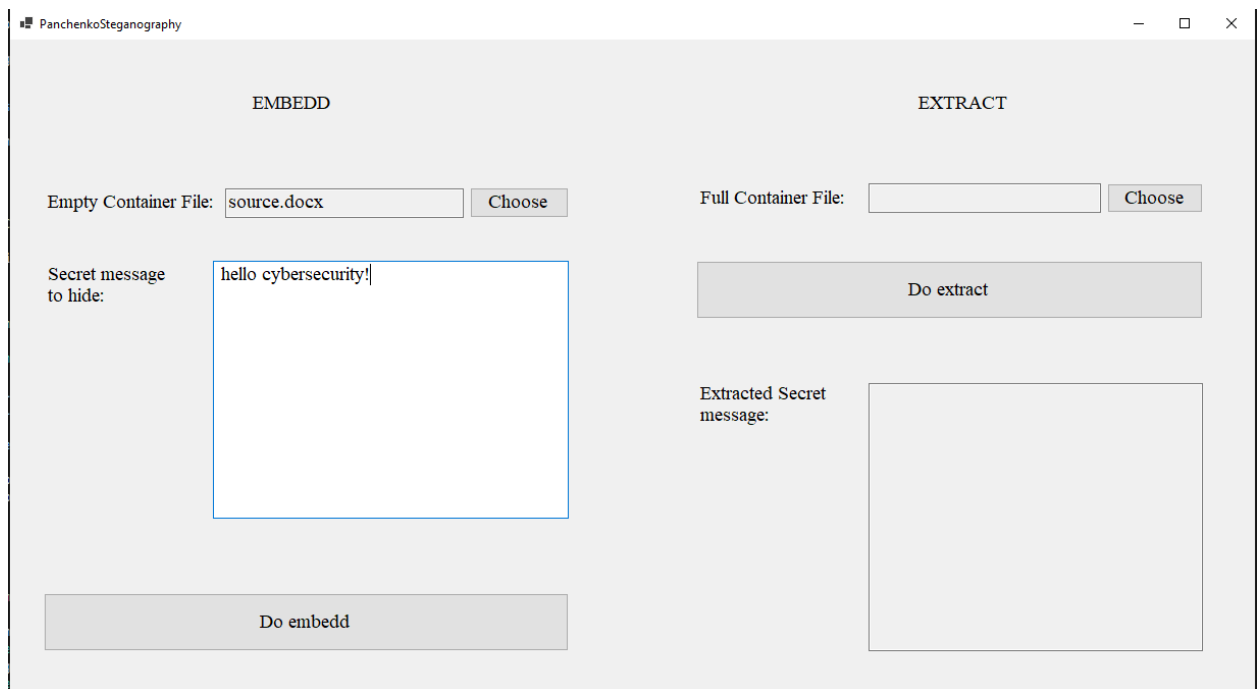 PanchenkoSteganography
EMBEDD
Empty Container File:
source.docx
Choose
Secret message
to hide:
hello cybersecurity!
Do embedd
EXTRACT
Full Container File:
Choose
Do extract
Extracted Secret
message: